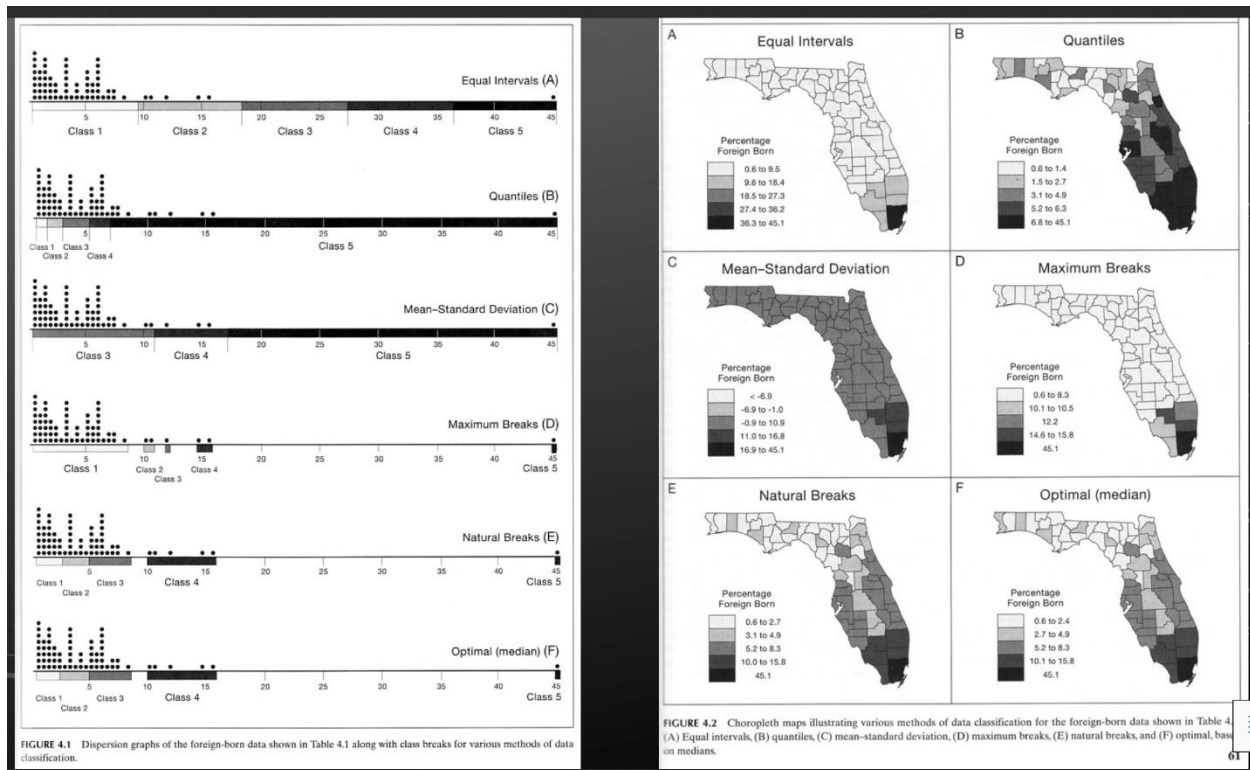 Equal Intervals (A)
5 10 15 20 25 30 35 40 45
Class 1 Class 2 Class 3 Class 4 Class 5
Quantiles (B)
5 10 15 20 25 30 35 40 45
Class 1 Class 3 Class 5
Class 2 Class 4
Mean–Standard Deviation (C)
5 10 15 20 25 30 35 40 45
Class 3 Class 4 Class 5
Maximum Breaks (D)
5 10 15 20 25 30 35 40 45
Class 1 Class 2 Class 4 Class 5
Class 3
Natural Breaks (E)
5 10 15 20 25 30 35 40 45
Class 1 Class 3 Class 4 Class 5
Class 2
Optimal (median) (F)
5 10 15 20 25 30 35 40 45
Class 1 Class 3 Class 4 Class 5
Class 2
FIGURE 4.1 Dispersion graphs of the foreign-born data shown in Table 4.1 along with class breaks for various methods of data
classification.
A
Equal Intervals
Percentage
Foreign Born
0.6 to 9.5
9.6 to 18.4
18.5 to 27.3
27.4 to 36.2
36.3 to 45.1
B
Quantiles
Percentage
Foreign Born
0.6 to 1.4
1.5 to 2.7
3.1 to 4.9
5.2 to 6.3
6.8 to 45.1
C
Mean–Standard Deviation
Percentage
Foreign Born
< -6.9
-6.9 to -1.0
-0.9 to 10.9
11.0 to 16.8
16.9 to 45.1
D
Maximum Breaks
Percentage
Foreign Born
0.6 to 8.3
10.1 to 10.5
12.2
14.6 to 15.8
45.1
E
Natural Breaks
Percentage
Foreign Born
0.6 to 2.7
3.1 to 4.9
5.2 to 8.3
10.0 to 15.8
45.1
F
Optimal (median)
Percentage
Foreign Born
0.6 to 2.4
2.7 to 4.9
5.2 to 8.3
10.1 to 15.8
45.1
FIGURE 4.2 Choropleth maps illustrating various methods of data classification for the foreign-born data shown in Table 4.
(A) Equal intervals, (B) quantiles, (C) mean–standard deviation, (D) maximum breaks, (E) natural breaks, and (F) optimal, base
on medians.
61